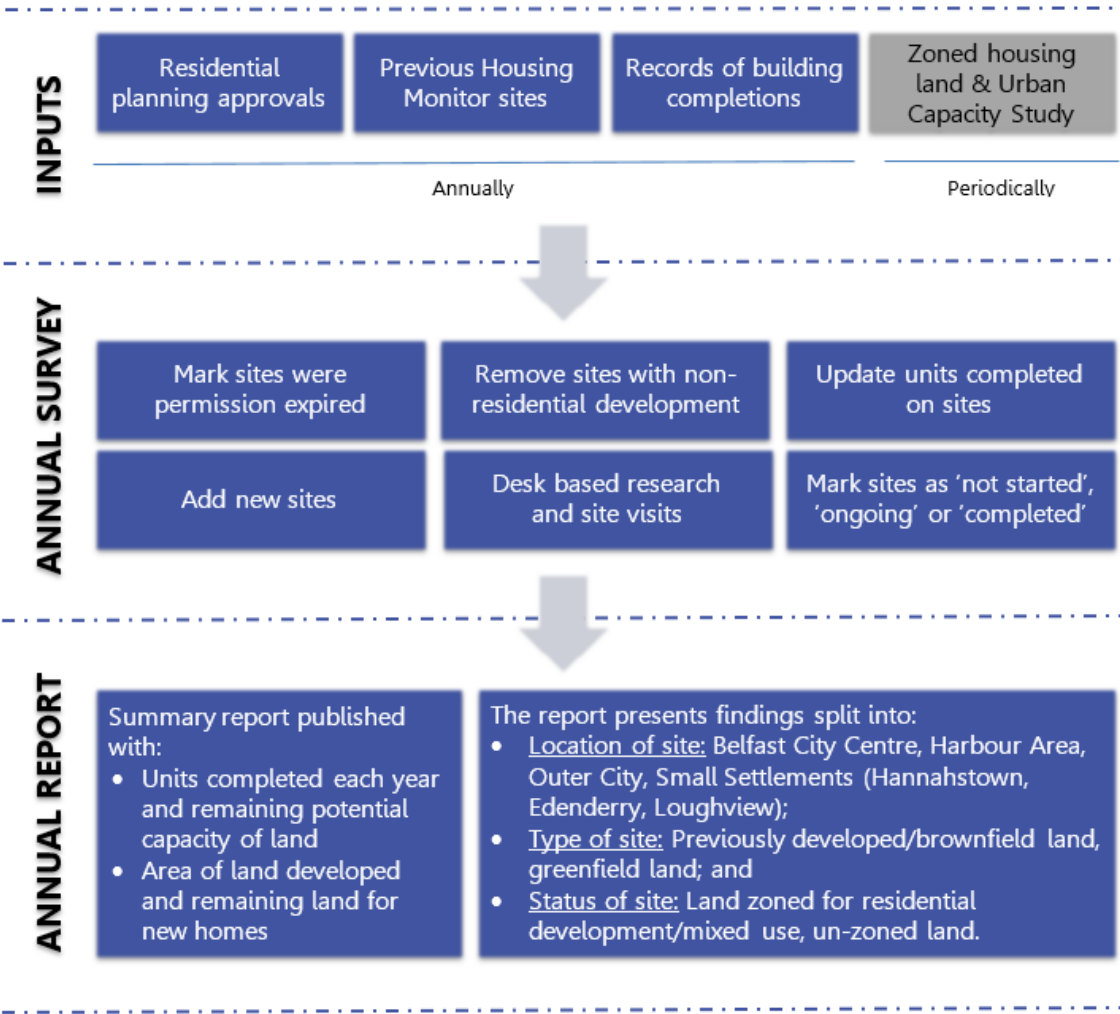 INPUTS
Residential
planning approvals
Previous Housing
Monitor sites
Records of building
completions
Zoned housing
land & Urban
Capacity Study
Annually
Periodically
ANNUAL SURVEY
Mark sites were
permission expired
Remove sites with non-
residential development
Update units completed
on sites
Add new sites
Desk based research
and site visits
Mark sites as ‘not started’,
‘ongoing’ or ‘completed’
ANNUAL REPORT
Summary report published
with:
• Units completed each year
and remaining potential
capacity of land
• Area of land developed
and remaining land for
new homes
The report presents findings split into:
• Location of site: Belfast City Centre, Harbour Area,
Outer City, Small Settlements (Hannahstown,
Edenderry, Loughview);
• Type of site: Previously developed/brownfield land,
greenfield land; and
• Status of site: Land zoned for residential
development/mixed use, un-zoned land.